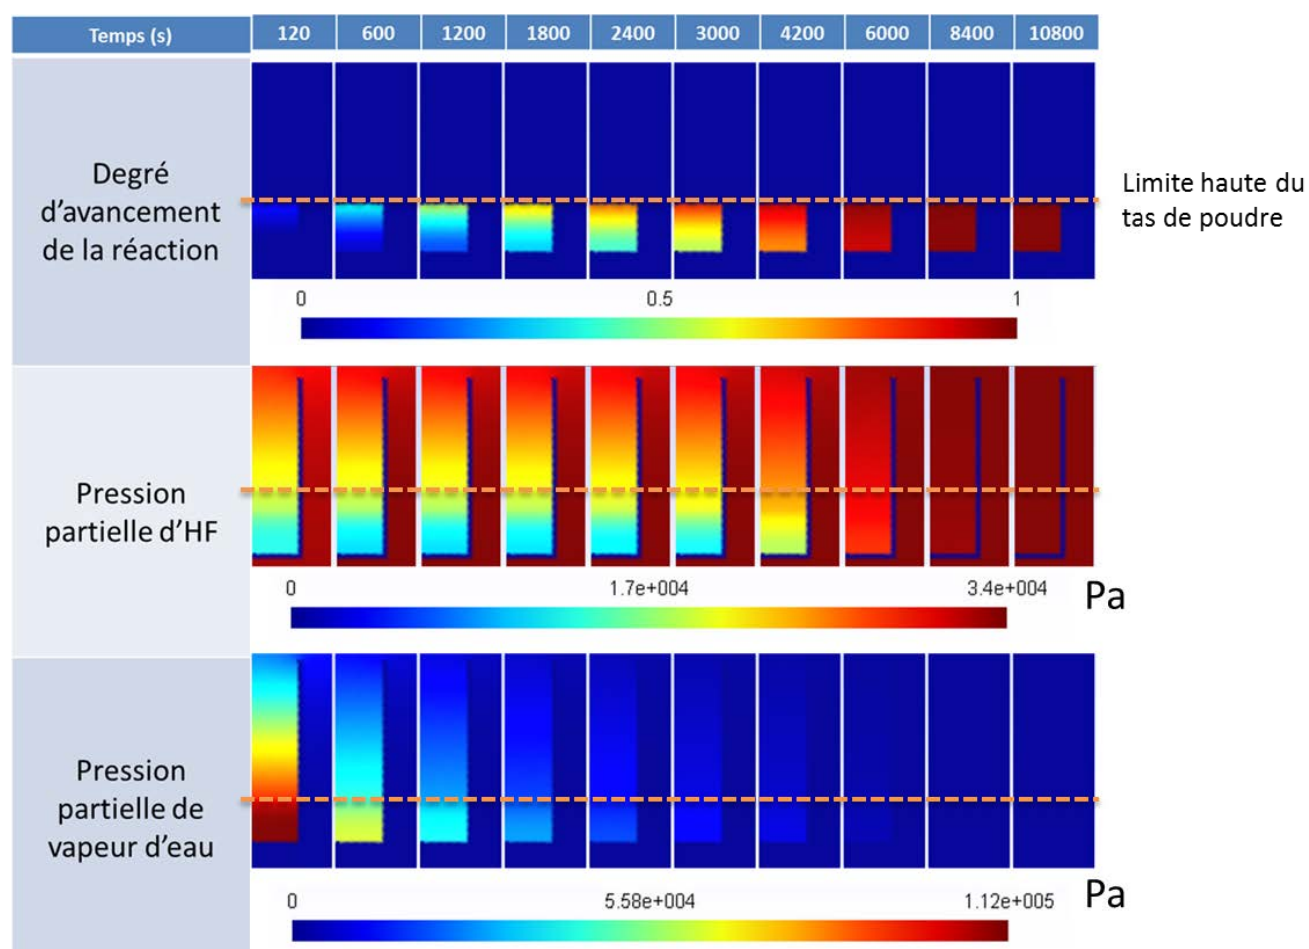 Temps (s) 120 600 1200 1800 2400 3000 4200 6000 8400 10800
Degré
d'avancement
de la réaction
Limite haute du
tas de poudre
0 0.5 1
Pression
partielle d'HF
0 1.7e+004 3.4e+004 Pa
Pression
partielle de
vapeur d'eau
0 5.58e+004 1.12e+005 Pa